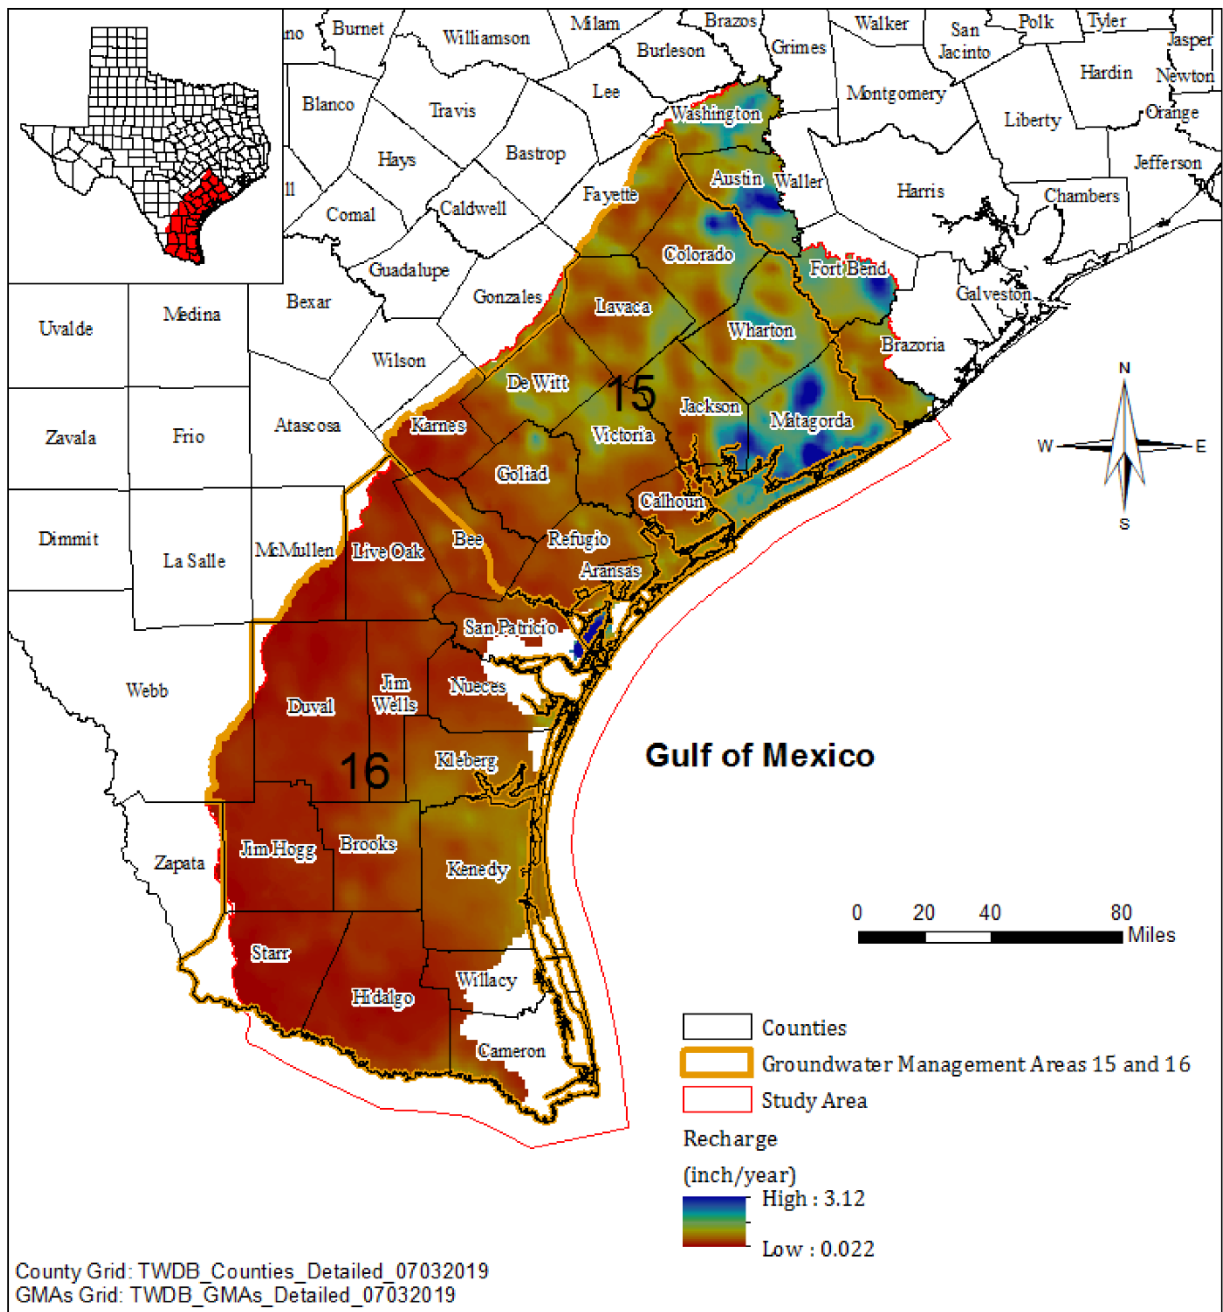 no
Burnet
Williamson
Milam
Brazos
Walker
Polk
Tyler
San
Jacinto
Jasper
Burleson
Grimes
Hardin
Newton
Blanco
Travis
Lee
Montgomery
Washington
Liberty
Orange
Hays
Bastrop
Jefferson
Austin
Waller
Harris
Chambers
ll
Comal
Caldwell
Fayette
Guadalupe
Colorado
Fort Bend
Bexar
Gonzales
Galveston
Medina
Uvalde
Lavaca
Wharton
Brazoria
Wilson
De Witt
15
Jackson
N
Zavala
Frio
Atascosa
Karnes
Victoria
Matagorda
W
E
Goliad
Calhoun
S
Dimmit
La Salle
McMullen
Live Oak
Bee
Refugio
Aransas
San Patricio
Webb
Duval
Jim
Wells
Nueces
16
Kleberg
Gulf of Mexico
Zapata
Jim Hogg
Brooks
Kenedy
0
20
40
80
Miles
Starr
Hidalgo
Willacy
Cameron
Counties
Groundwater Management Areas 15 and 16
Study Area
Recharge
(inch/year)
High : 3.12
Low : 0.022
County Grid: TWDB_Counties_Detailed_07032019
GMAs Grid: TWDB_GMAs_Detailed_07032019